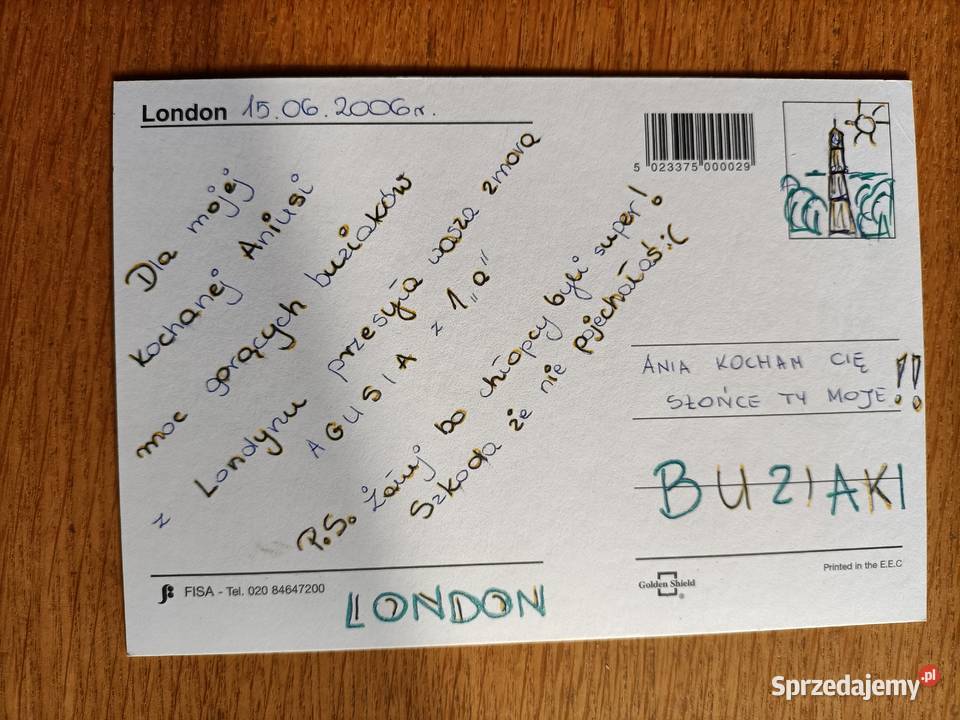 London 15.06.2006r.
Dla mojej
kochanej Aniusi
moc gorących buziaków
z Londynu przesyła wasza zmora
AGUSIA z 1 „a"
P.S. Żałuj bo chłopcy byli super!
Szkoda że nie pojechałaś :(
5 023375 000029
ANIA KOCHAM CIĘ
SŁOŃCE TY MOJE!!
BUZIAKI
FISA - Tel. 020 84647200
LONDON
Golden Shield
®
Printed in the E.E.C
Sprzedajemy.pl